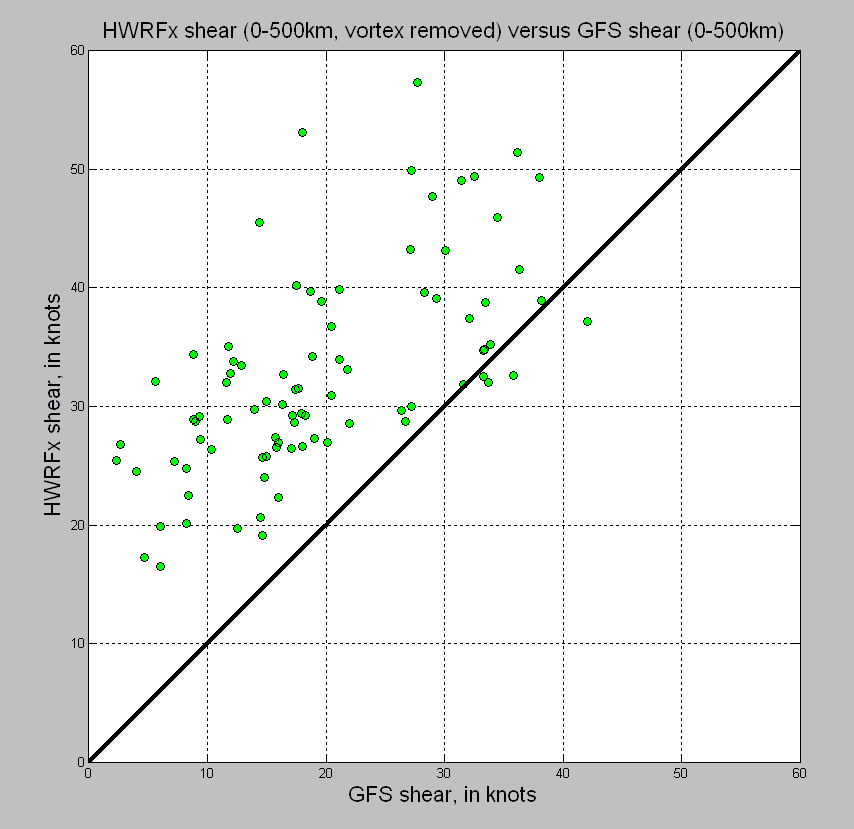 HWRFx shear (0-500km, vortex removed) versus GFS shear (0-500km)
60
50
40
30
20
10
0
HWRFx shear, in knots
0 10 20 30 40 50 60
GFS shear, in knots